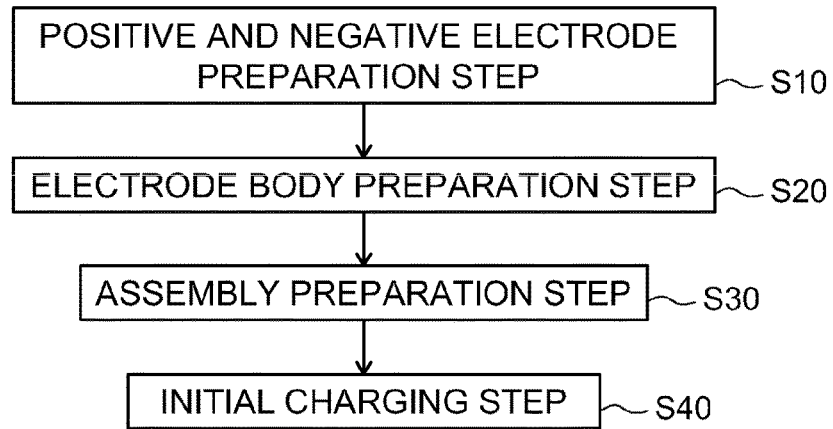 POSITIVE AND NEGATIVE ELECTRODE
PREPARATION STEP
S10
ELECTRODE BODY PREPARATION STEP
S20
ASSEMBLY PREPARATION STEP
S30
INITIAL CHARGING STEP
S40